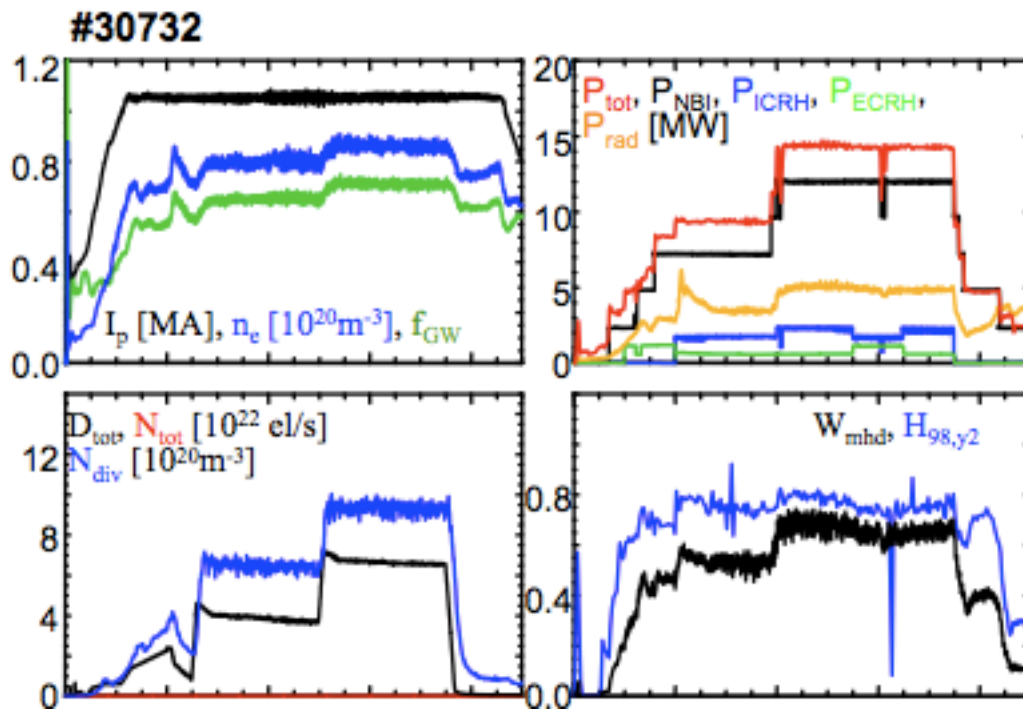 #30732
1.2
0.8
0.4
0.0
I_p [MA], n_e [10^20 m^-3], f_GW
20
15
10
5
0
P_tot, P_NBI, P_ICRH, P_ECRH,
P_rad [MW]
D_tot, N_tot [10^22 el/s]
N_div [10^20 m^-3]
12
8
4
0
W_mhd, H_98,y2
0.8
0.4
0.0